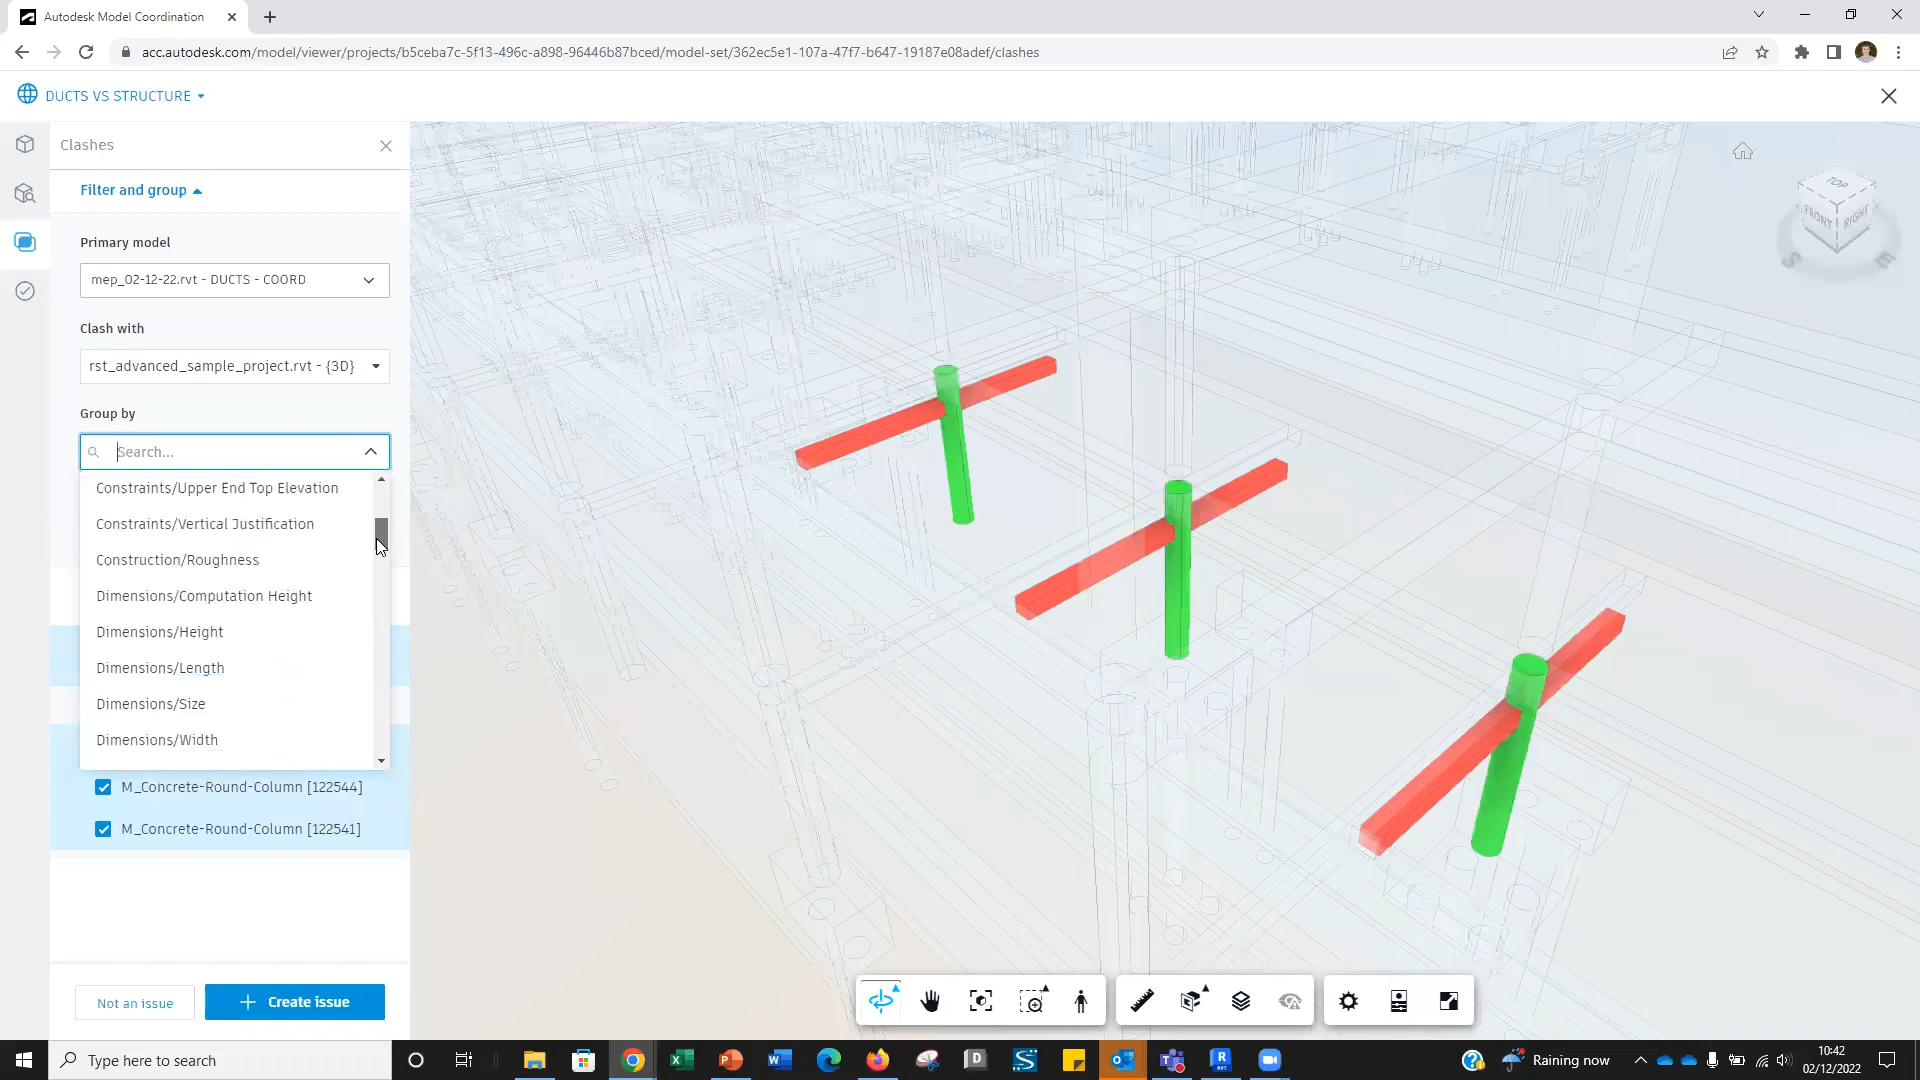 Autodesk Model Coordination
acc.autodesk.com/model/viewer/projects/b5ceba7c-5f13-496c-a898-96446b87bced/model-set/362ec5e1-107a-47f7-b647-19187e08adef/clashes
DUCTS VS STRUCTURE
Clashes
Filter and group
Primary model
mep_02-12-22.rvt - DUCTS - COORD
Clash with
rst_advanced_sample_project.rvt - {3D}
Group by
Search...
Constraints/Upper End Top Elevation
Constraints/Vertical Justification
Construction/Roughness
Dimensions/Computation Height
Dimensions/Height
Dimensions/Length
Dimensions/Size
Dimensions/Width
M_Concrete-Round-Column [122544]
M_Concrete-Round-Column [122541]
Not an issue
Create issue
TOP
FRONT
RIGHT
S
E
Type here to search
Raining now
10:42
02/12/2022